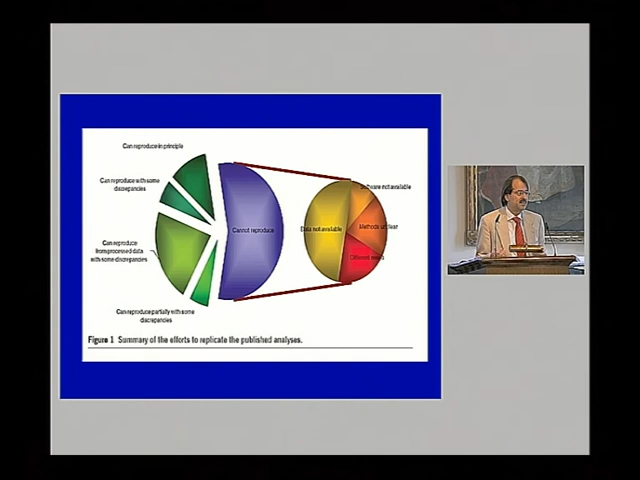 Can reproduce in principle
Can reproduce with some
discrepancies
Can reproduce
from processed data
with some discrepancies
Can reproduce partially with some
discrepancies
Cannot reproduce
Software not available
Data not available
Methods unclear
Different result
Figure 1 Summary of the efforts to replicate the published analyses.